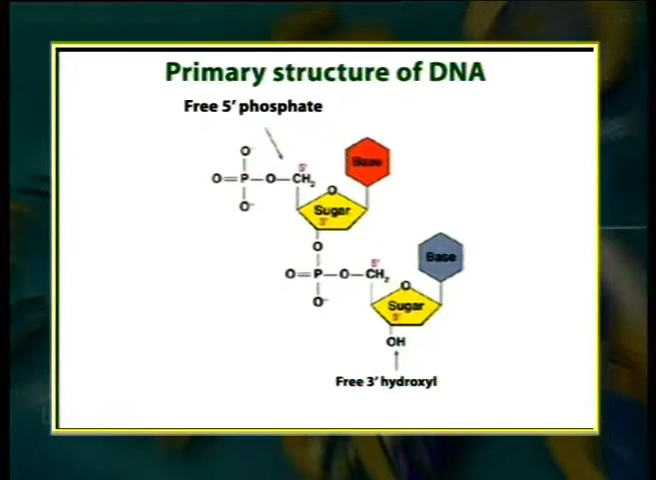 Primary structure of DNA
Free 5' phosphate
O⁻
O=P—O—CH₂
5'
O⁻
Base
O
Sugar
3'
O
O=P—O—CH₂
5'
O⁻
Base
O
Sugar
3'
OH
Free 3' hydroxyl